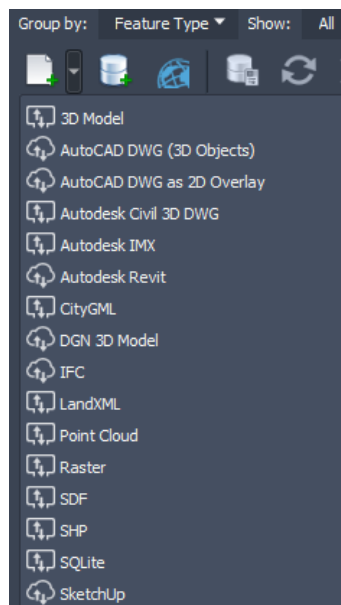 Group by: Feature Type Show: All
3D Model
AutoCAD DWG (3D Objects)
AutoCAD DWG as 2D Overlay
Autodesk Civil 3D DWG
Autodesk IMX
Autodesk Revit
CityGML
DGN 3D Model
IFC
LandXML
Point Cloud
Raster
SDF
SHP
SQLite
SketchUp